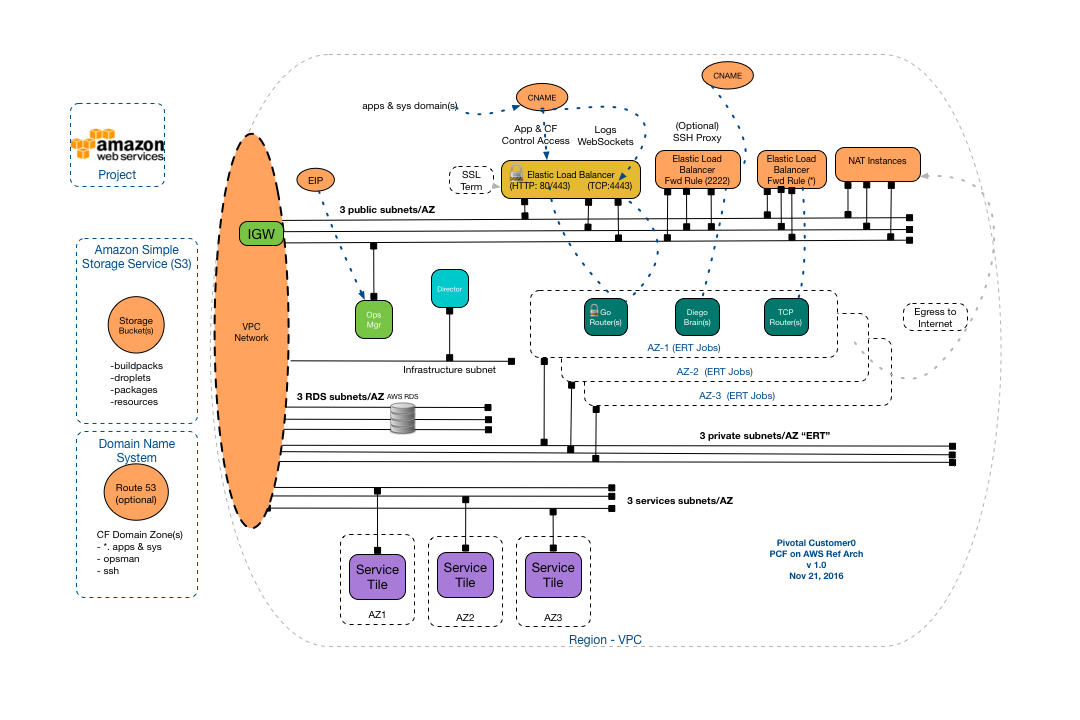 amazon
web services
Project
Amazon Simple
Storage Service (S3)
Storage
Bucket(s)
-buildpacks
-droplets
-packages
-resources
Domain Name
System
Route 53
(optional)
CF Domain Zone(s)
- *. apps & sys
- opsman
- ssh
VPC
Network
IGW
EIP
apps & sys domain(s)
CNAME
CNAME
App & CF
Control Access
Logs
WebSockets
(Optional)
SSH Proxy
SSL
Term
Elastic Load Balancer
(HTTP: 80/443) (TCP:4443)
Elastic Load
Balancer
Fwd Rule (2222)
Elastic Load
Balancer
Fwd Rule (*)
NAT Instances
3 public subnets/AZ
Ops
Mgr
Director
Infrastructure subnet
Go
Router(s)
Diego
Brain(s)
TCP
Router(s)
AZ-1 (ERT Jobs)
AZ-2 (ERT Jobs)
AZ-3 (ERT Jobs)
Egress to
Internet
3 RDS subnets/AZ
AWS RDS
3 private subnets/AZ “ERT”
3 services subnets/AZ
Service
Tile
AZ1
Service
Tile
AZ2
Service
Tile
AZ3
Pivotal Customer0
PCF on AWS Ref Arch
v 1.0
Nov 21, 2016
Region - VPC